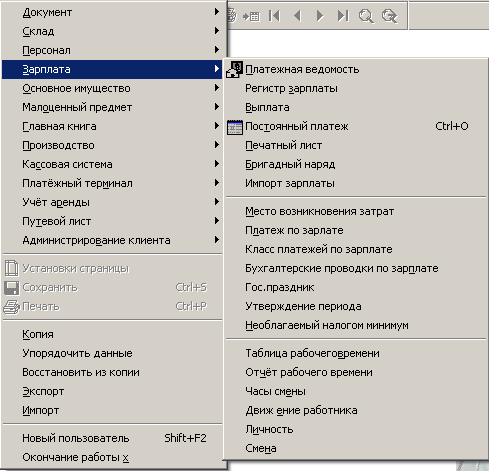 Документ
Склад
Персонал
Зарплата
Основное имущество
Малоценный предмет
Главная книга
Производство
Кассовая система
Платёжный терминал
Учёт аренды
Путевой лист
Администрирование клиента
Установки страницы
Сохранить Ctrl+S
Печать Ctrl+P
Копия
Упорядочить данные
Восстановить из копии
Экспорт
Импорт
Новый пользователь Shift+F2
Окончание работы x
Платежная ведомость
Регистр зарплаты
Выплата
Постоянный платеж Ctrl+O
Печатный лист
Бригадный наряд
Импорт зарплаты
Место возникновения затрат
Платеж по зарлате
Класс платежей по зарплате
Бухгалтерские проводки по зарплате
Гос.праздник
Утверждение периода
Необлагаемый налогом минимум
Таблица рабочеговремени
Отчёт рабочего времени
Часы смены
Движ ение работника
Личность
Смена